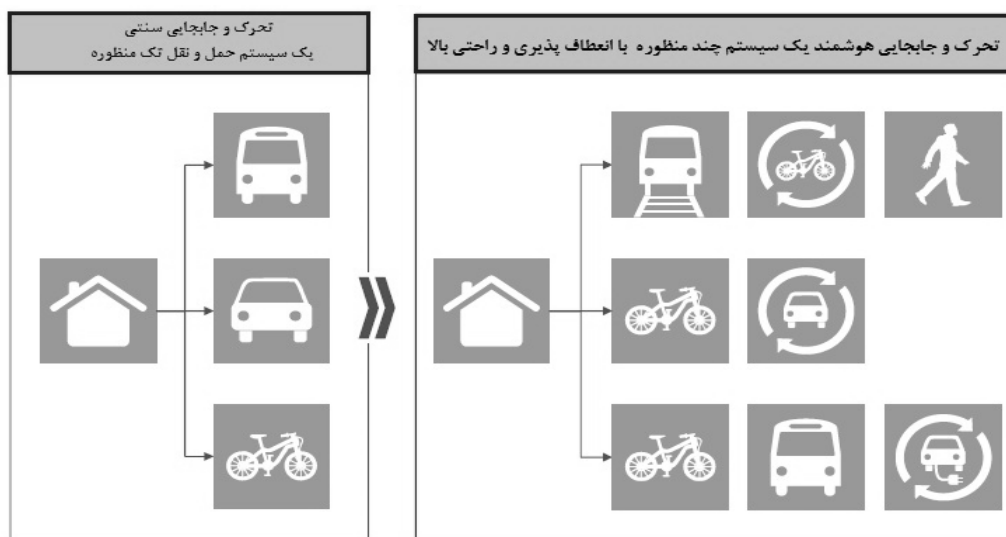 تحرک و جابجایی سنتی
یک سیستم حمل و نقل تک منظوره
تحرک و جابجایی هوشمند یک سیستم چند منظوره با انعطاف پذیری و راحتی بالا